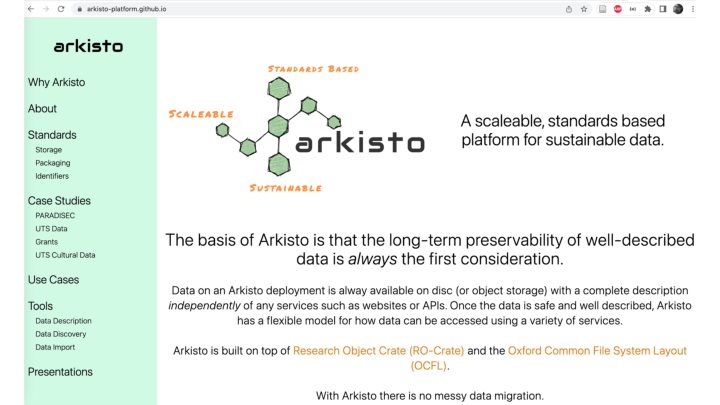 arkisto-platform.github.io
arkisto
Why Arkisto
About
Standards
Storage
Packaging
Identifiers
Case Studies
PARADISEC
UTS Data
Grants
UTS Cultural Data
Use Cases
Tools
Data Description
Data Discovery
Data Import
Presentations
Standards Based
Scaleable
arkisto
Sustainable
A scaleable, standards based
platform for sustainable data.
The basis of Arkisto is that the long-term preservability of well-described
data is always the first consideration.
Data on an Arkisto deployment is alway available on disc (or object storage) with a complete description
independently of any services such as websites or APIs. Once the data is safe and well described, Arkisto
has a flexible model for how data can be accessed using a variety of services.
Arkisto is built on top of Research Object Crate (RO-Crate) and the Oxford Common File System Layout
(OCFL).
With Arkisto there is no messy data migration.